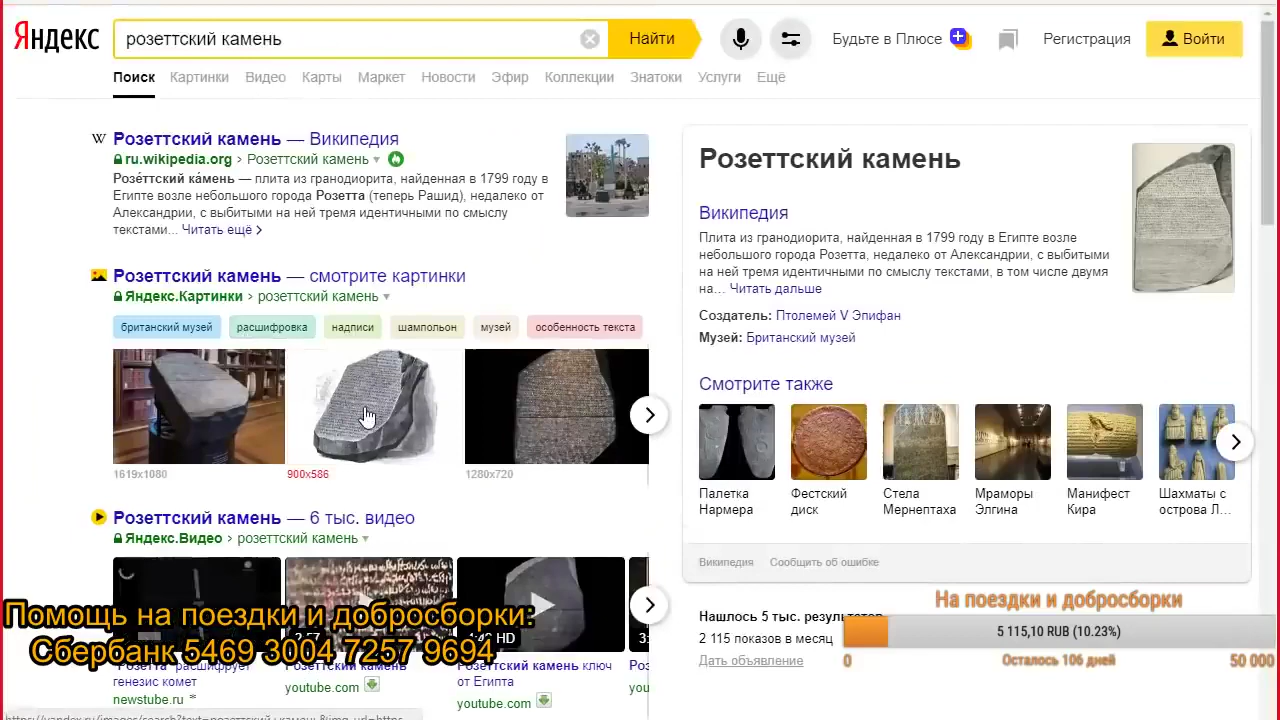 Яндекс
розеттский камень
Найти
Будьте в Плюсе
Регистрация
Войти
Поиск Картинки Видео Карты Маркет Новости Эфир Коллекции Знатоки Услуги Ещё
Розеттский камень — Википедия
ru.wikipedia.org › Розеттский камень
Розе́ттский ка́мень — плита из гранодиорита, найденная в 1799 году в
Египте возле небольшого города Розетта (теперь Рашид), недалеко от
Александрии, с выбитыми на ней тремя идентичными по смыслу
текстами... Читать ещё >
Розеттский камень — смотрите картинки
Яндекс.Картинки › розеттский камень
британский музей расшифровка надписи шампольон музей особенность текста
1619x1080 900x586 1280x720
Розеттский камень — 6 тыс. видео
Яндекс.Видео › розеттский камень
HD
3:
"Розетта" расшифрует
генезис комет
newstube.ru *
youtube.com
Розеттский камень ключ
от Египта
youtube.com
Ро
yo
Розеттский камень
Википедия
Плита из гранодиорита, найденная в 1799 году в Египте возле
небольшого города Розетта, недалеко от Александрии, с выбитыми
на ней тремя идентичными по смыслу текстами, в том числе двумя
на… Читать дальше
Создатель: Птолемей V Эпифан
Музей: Британский музей
Смотрите также
Палетка
Нармера
Фестский
диск
Стела
Мернептаха
Мраморы
Элгина
Манифест
Кира
Шахматы с
острова Л…
Википедия Сообщить об ошибке
Нашлось 5 тыс. результатов
2 115 показов в месяц
Дать объявление
Помощь на поездки и добросборки:
Сбербанк 5469 3004 7257 9694
На поездки и добросборки
5 115,10 RUB (10.23%)
0 Осталось 106 дней 50 000